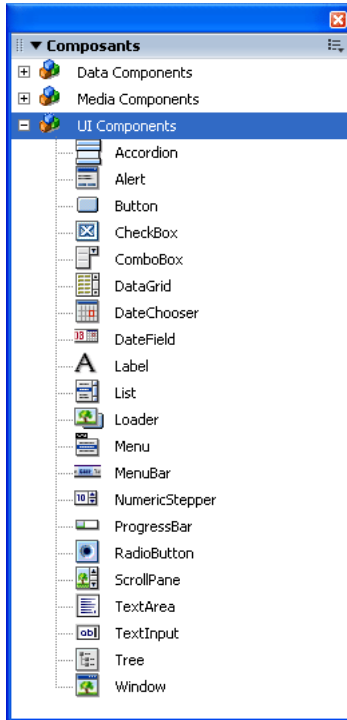 Composants
Data Components
Media Components
UI Components
Accordion
Alert
Button
CheckBox
ComboBox
DataGrid
DateChooser
DateField
Label
List
Loader
Menu
MenuBar
NumericStepper
ProgressBar
RadioButton
ScrollPane
TextArea
TextInput
Tree
Window